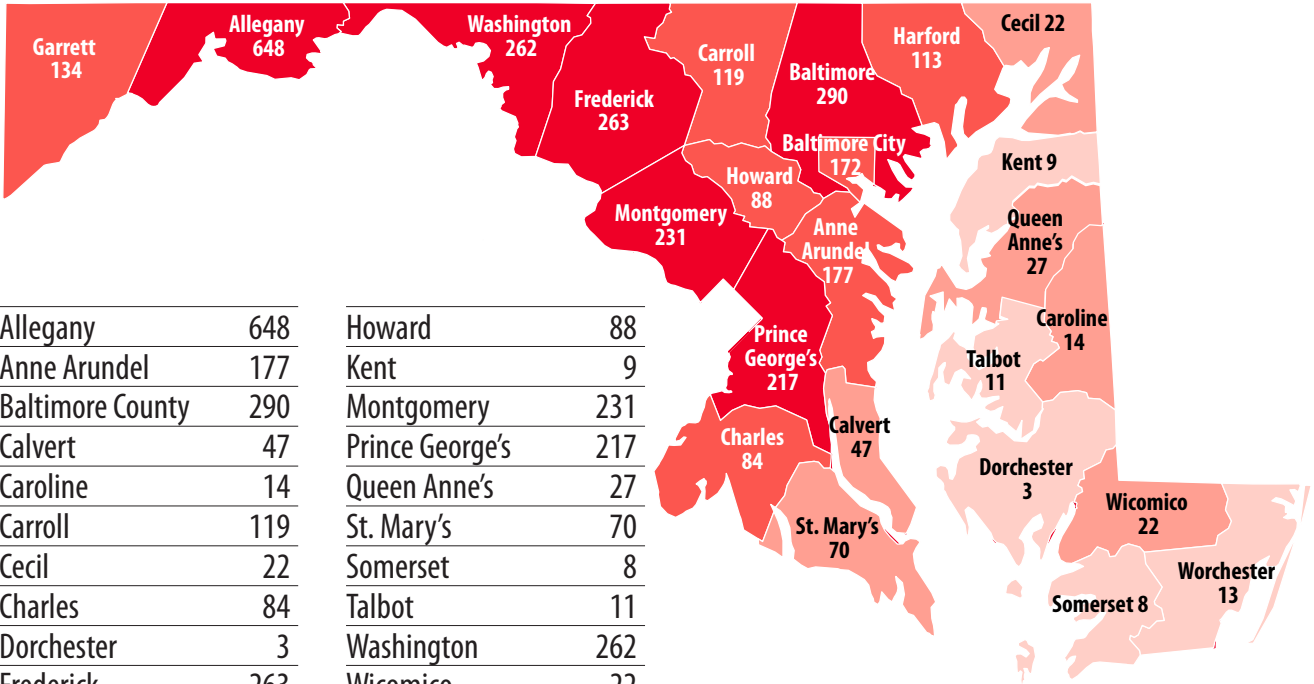 Garrett
134
Allegany
648
Washington
262
Frederick
263
Carroll
119
Baltimore
290
Harford
113
Cecil 22
Baltimore City
172
Howard
88
Kent 9
Montgomery
231
Anne
Arundel
177
Queen
Anne's
27
Caroline
14
Talbot
11
Prince
George's
217
Charles
84
Calvert
47
Dorchester
3
St. Mary's
70
Wicomico
22
Somerset 8
Worchester
13
Allegany 648
Anne Arundel 177
Baltimore County 290
Calvert 47
Caroline 14
Carroll 119
Cecil 22
Charles 84
Dorchester 3
Frederick 263
Howard 88
Kent 9
Montgomery 231
Prince George's 217
Queen Anne's 27
St. Mary's 70
Somerset 8
Talbot 11
Washington 262
Wicomico 22